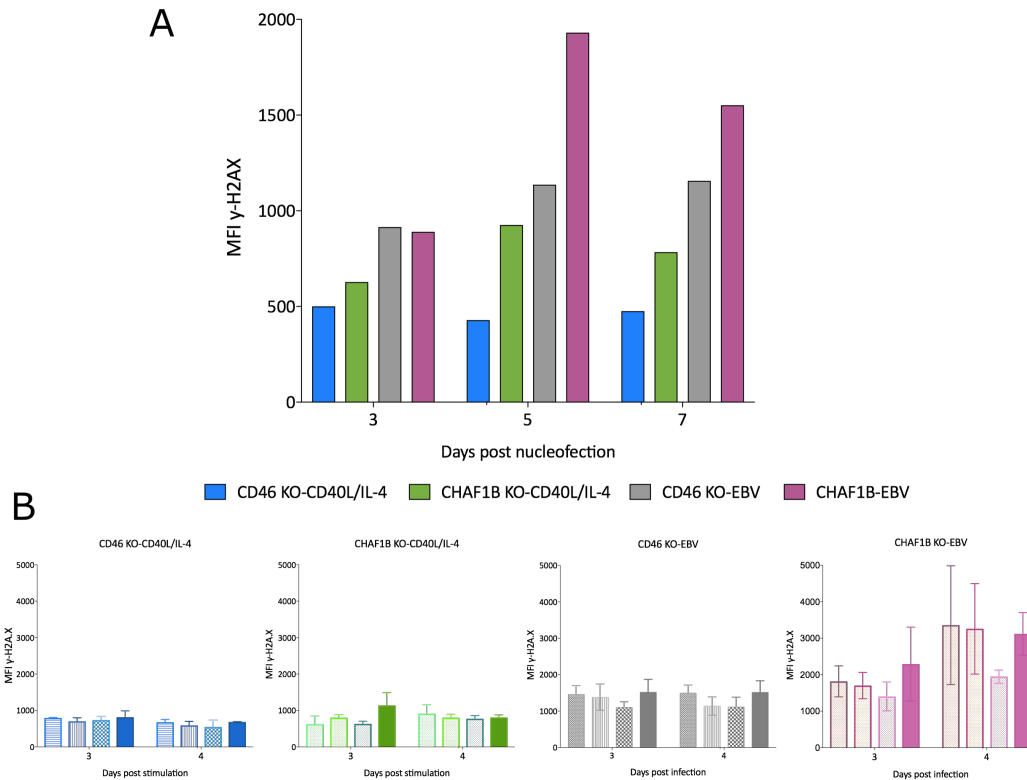 A
2000
1500
1000
500
0
MFI γ-H2AX
3 5 7
Days post nucleofection
CD46 KO-CD40L/IL-4 CHAF1B KO-CD40L/IL-4 CD46 KO-EBV CHAF1B-EBV
B
CD46 KO-CD40L/IL-4
5000
4000
3000
2000
1000
0
MFI γ-H2A.X
3 4
Days post stimulation
CHAF1B KO-CD40L/IL-4
5000
4000
3000
2000
1000
0
MFI γ-H2A.X
3 4
Days post stimulation
CD46 KO-EBV
5000
4000
3000
2000
1000
0
MFI γ-H2A.X
3 4
Days post infection
CHAF1B KO-EBV
5000
4000
3000
2000
1000
0
MFI γ-H2A.X
3 4
Days post infection